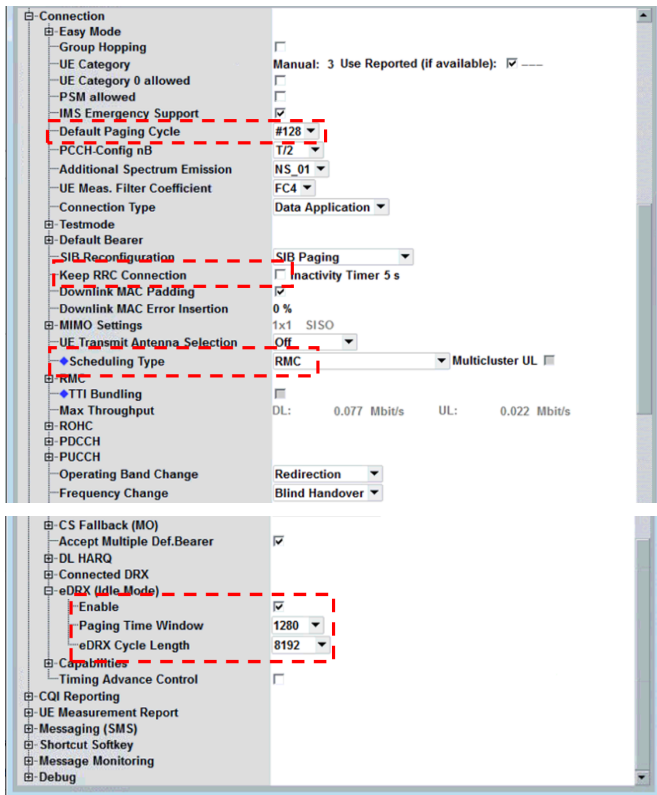 Connection
Easy Mode
Group Hopping
UE Category Manual: 3 Use Reported (if available): ---
UE Category 0 allowed
PSM allowed
IMS Emergency Support
Default Paging Cycle #128
PCCH-Config nB T/2
Additional Spectrum Emission NS_01
UE Meas. Filter Coefficient FC4
Connection Type Data Application
Testmode
Default Bearer
SIB Reconfiguration SIB Paging
Keep RRC Connection Inactivity Timer 5 s
Downlink MAC Padding
Downlink MAC Error Insertion 0 %
MIMO Settings 1x1 SISO
UE Transmit Antenna Selection Off
Scheduling Type RMC Multicluster UL
RMC
TTI Bundling
Max Throughput DL: 0.077 Mbit/s UL: 0.022 Mbit/s
ROHC
PDCCH
PUCCH
Operating Band Change Redirection
Frequency Change Blind Handover
CS Fallback (MO)
Accept Multiple Def.Bearer
DL HARQ
Connected DRX
eDRX (Idle Mode)
Enable
Paging Time Window 1280
eDRX Cycle Length 8192
Capabilities
Timing Advance Control
CQI Reporting
UE Measurement Report
Messaging (SMS)
Shortcut Softkey
Message Monitoring
Debug